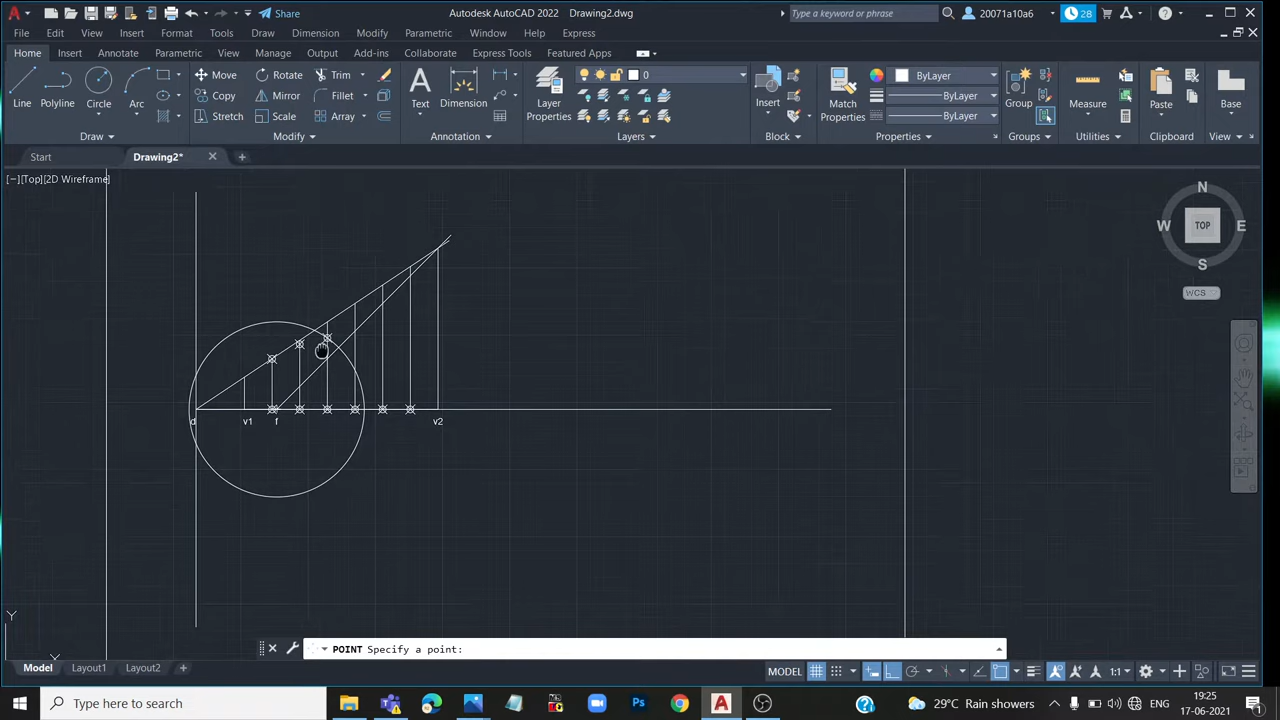 Share
Autodesk AutoCAD 2022 Drawing2.dwg
Type a keyword or phrase
20071a10a6
28
File Edit View Insert Format Tools Draw Dimension Modify Parametric Window Help Express
Home Insert Annotate Parametric View Manage Output Add-ins Collaborate Express Tools Featured Apps
Line Polyline Circle Arc
Move Rotate Trim
Copy Mirror Fillet
Stretch Scale Array
Text Dimension
Layer Properties
0
Insert
Match Properties
ByLayer
ByLayer
ByLayer
Group
Measure
Paste
Base
Draw Modify Annotation Layers Block Properties Groups Utilities Clipboard View
Start Drawing2*
[−][Top][2D Wireframe]
N
W TOP E
S
WCS
d v1 f v2
Y
POINT Specify a point:
Model Layout1 Layout2
MODEL 1:1
Type here to search
29°C Rain showers
ENG
19:25
17-06-2021
1